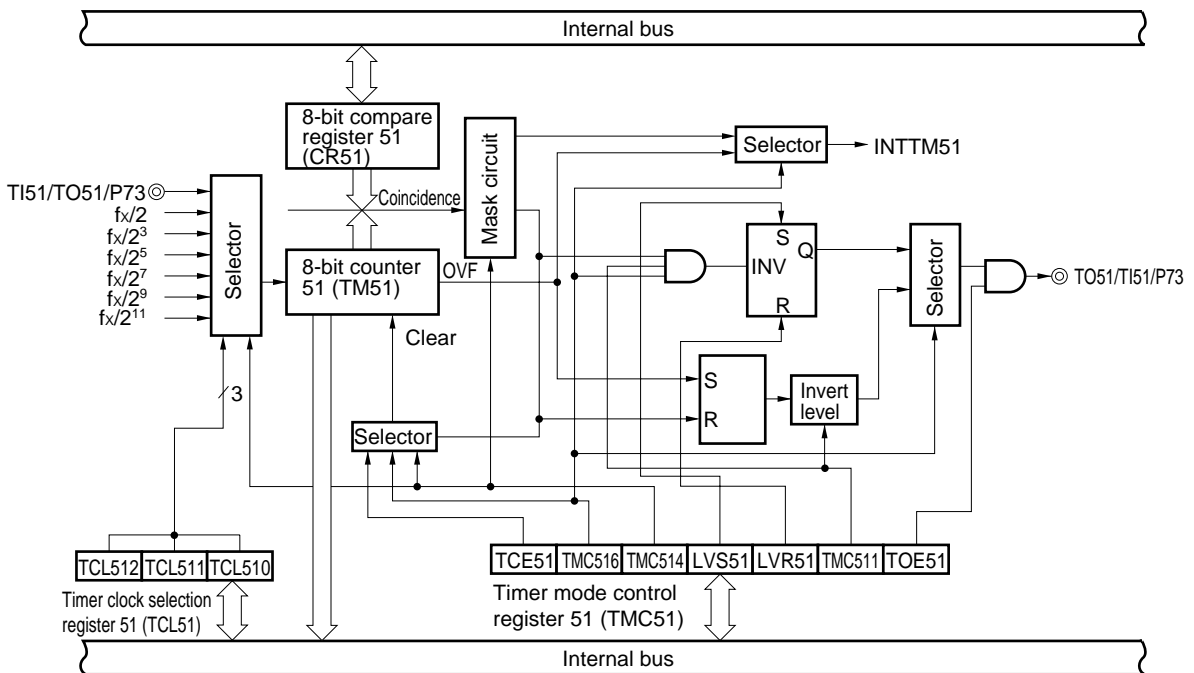 Internal bus
8-bit compare
register 51
(CR51)
Mask circuit
Selector
INTTM51
TI51/TO51/P73
fX/2
fX/2³
fX/2⁵
fX/2⁷
fX/2⁹
fX/2¹¹
Selector
Coincidence
8-bit counter
51 (TM51)
OVF
Clear
S
Q
INV
R
Selector
TO51/TI51/P73
3
S
R
Invert
level
Selector
TCL512 TCL511 TCL510
Timer clock selection
register 51 (TCL51)
TCE51 TMC516 TMC514 LVS51 LVR51 TMC511 TOE51
Timer mode control
register 51 (TMC51)
Internal bus